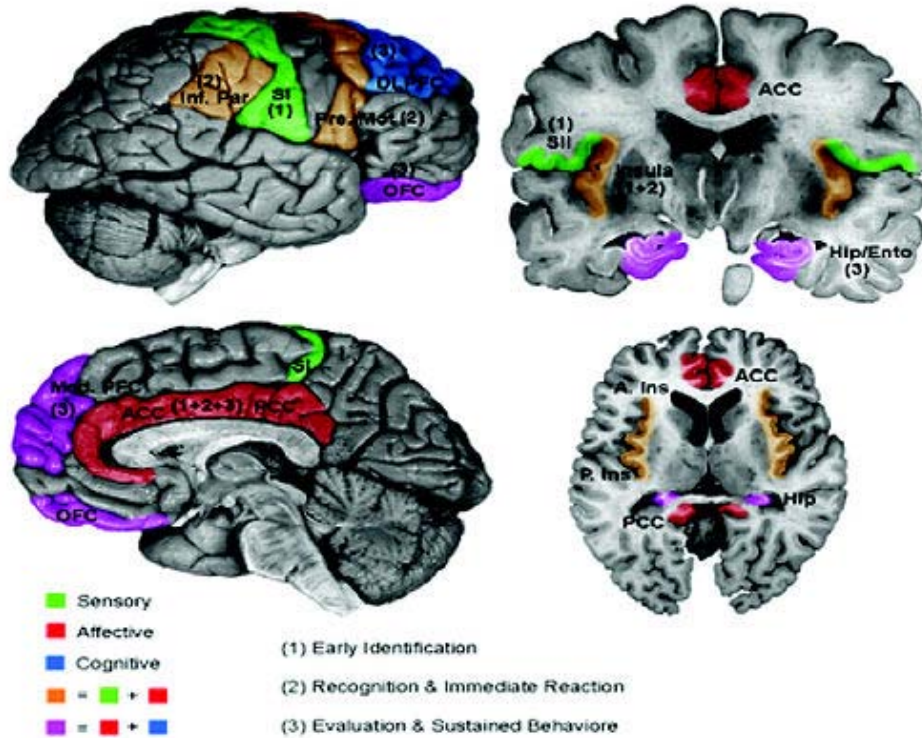 (3)
(2)
Inf. Par
SI
(1)
DLPFC
Pre. Mot (2)
(3)
OFC
ACC
(1)
SII
Insula
(1+2)
Hip/Ento
(3)
Med. PFC
(3)
SI
ACC (1+2+3) PCC
OFC
A. Ins
ACC
P. Ins
Hip
PCC
Sensory
Affective
Cognitive
= +
= +
(1) Early Identification
(2) Recognition & Immediate Reaction
(3) Evaluation & Sustained Behaviore